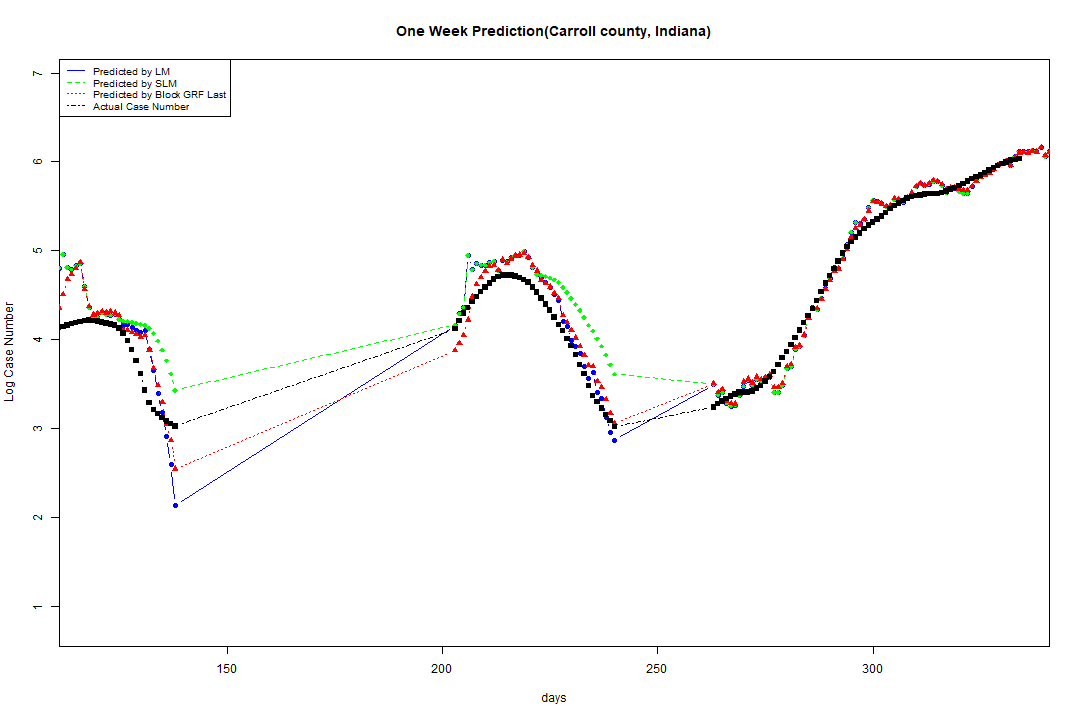 One Week Prediction(Carroll county, Indiana)
Predicted by LM
Predicted by SLM
Predicted by Block GRF Last
Actual Case Number
7
6
5
4
3
2
1
Log Case Number
150 200 250 300
days